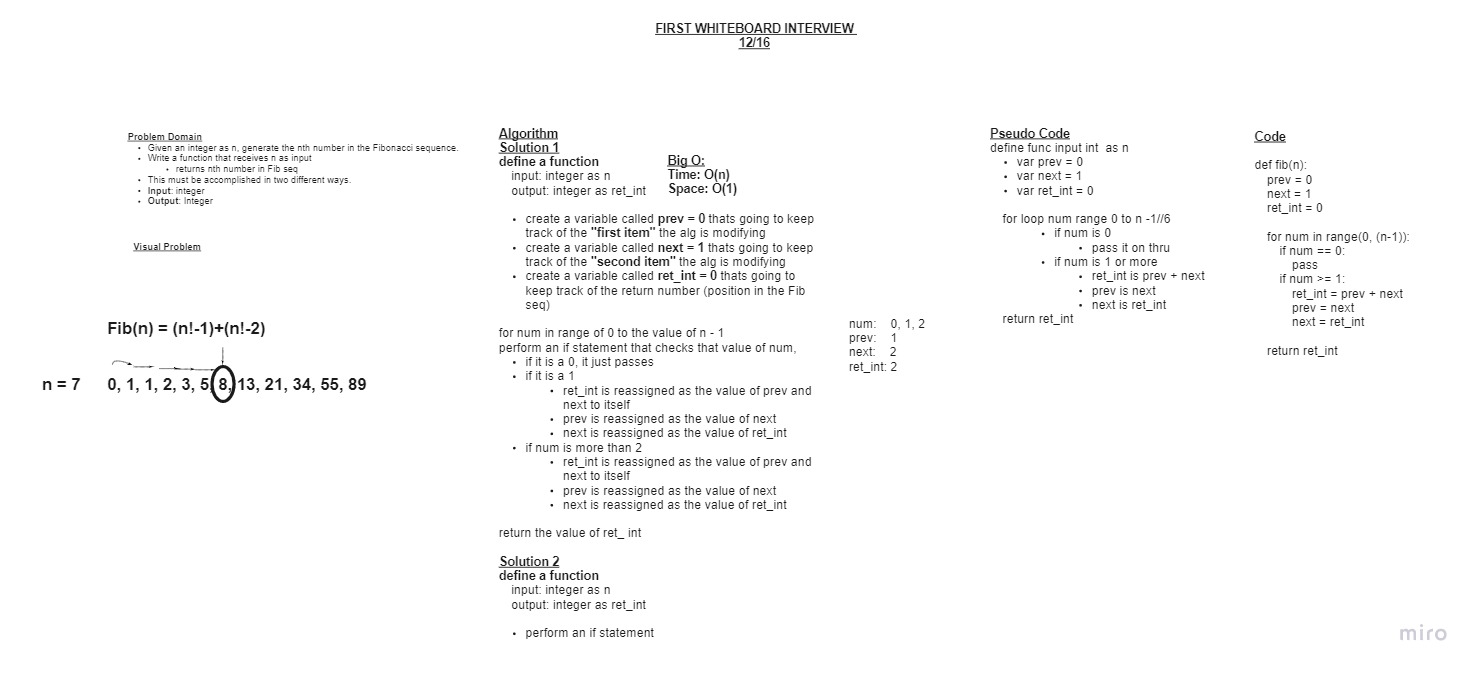 FIRST WHITEBOARD INTERVIEW
12/16
Problem Domain
• Given an integer as n, generate the nth number in the Fibonacci sequence.
• Write a function that receives n as input
• returns nth number in Fib seq
• This must be accomplished in two different ways.
• Input: integer
• Output: Integer
Visual Problem
Fib(n) = (n!-1)+(n!-2)
n = 7 0, 1, 1, 2, 3, 5, 8, 13, 21, 34, 55, 89
Algorithm
Solution 1
define a function
input: integer as n
output: integer as ret_int
Big O:
Time: O(n)
Space: O(1)
• create a variable called prev = 0 thats going to keep
track of the "first item" the alg is modifying
• create a variable called next = 1 thats going to keep
track of the "second item" the alg is modifying
• create a variable called ret_int = 0 thats going to
keep track of the return number (position in the Fib
seq)
for num in range of 0 to the value of n - 1
perform an if statement that checks that value of num,
• if it is a 0, it just passes
• if it is a 1
• ret_int is reassigned as the value of prev and
next to itself
• prev is reassigned as the value of next
• next is reassigned as the value of ret_int
• if num is more than 2
• ret_int is reassigned as the value of prev and
next to itself
• prev is reassigned as the value of next
• next is reassigned as the value of ret_int
return the value of ret_ int
Solution 2
define a function
input: integer as n
output: integer as ret_int
• perform an if statement
num: 0, 1, 2
prev: 1
next: 2
ret_int: 2
Pseudo Code
define func input int as n
• var prev = 0
• var next = 1
• var ret_int = 0
for loop num range 0 to n -1//6
• if num is 0
• pass it on thru
• if num is 1 or more
• ret_int is prev + next
• prev is next
• next is ret_int
return ret_int
Code
def fib(n):
prev = 0
next = 1
ret_int = 0
for num in range(0, (n-1)):
if num == 0:
pass
if num >= 1:
ret_int = prev + next
prev = next
next = ret_int
return ret_int
miro